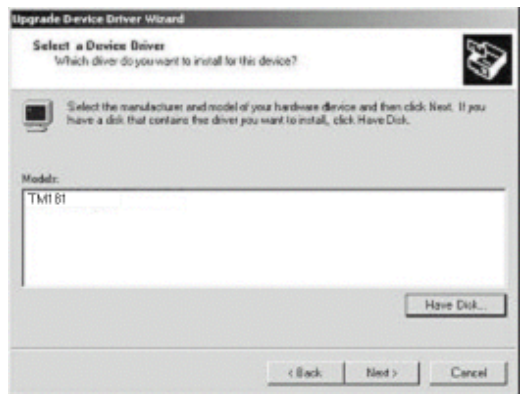 Upgrade Device Driver Wizard
Select a Device Driver
Which driver do you want to install for this device?
Select the manufacturer and model of your hardware device and then click Next. If you
have a disk that contains the driver you want to install, click Have Disk.
Models:
TM181
Have Disk...
< Back
Next >
Cancel